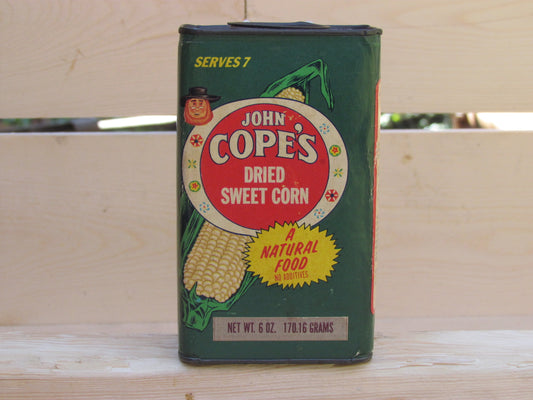 SERVES 7
JOHN
COPE'S
DRIED
SWEET CORN
A
NATURAL
FOOD
NO ADDITIVES
NET WT. 6 OZ. 170.16 GRAMS